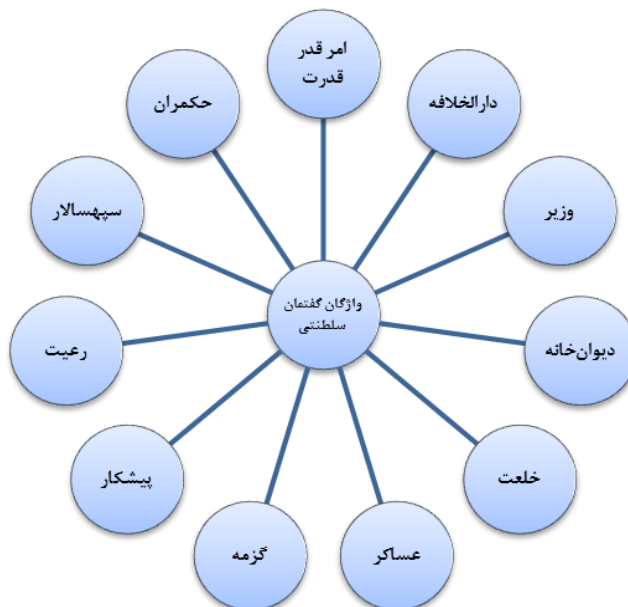 امر قدر
قدرت
دارالخلافه
وزیر
دیوان‌خانه
خلعت
عساکر
گزمه
پیشکار
رعیت
سپهسالار
حکمران
واژگان گفتمان
سلطنتی